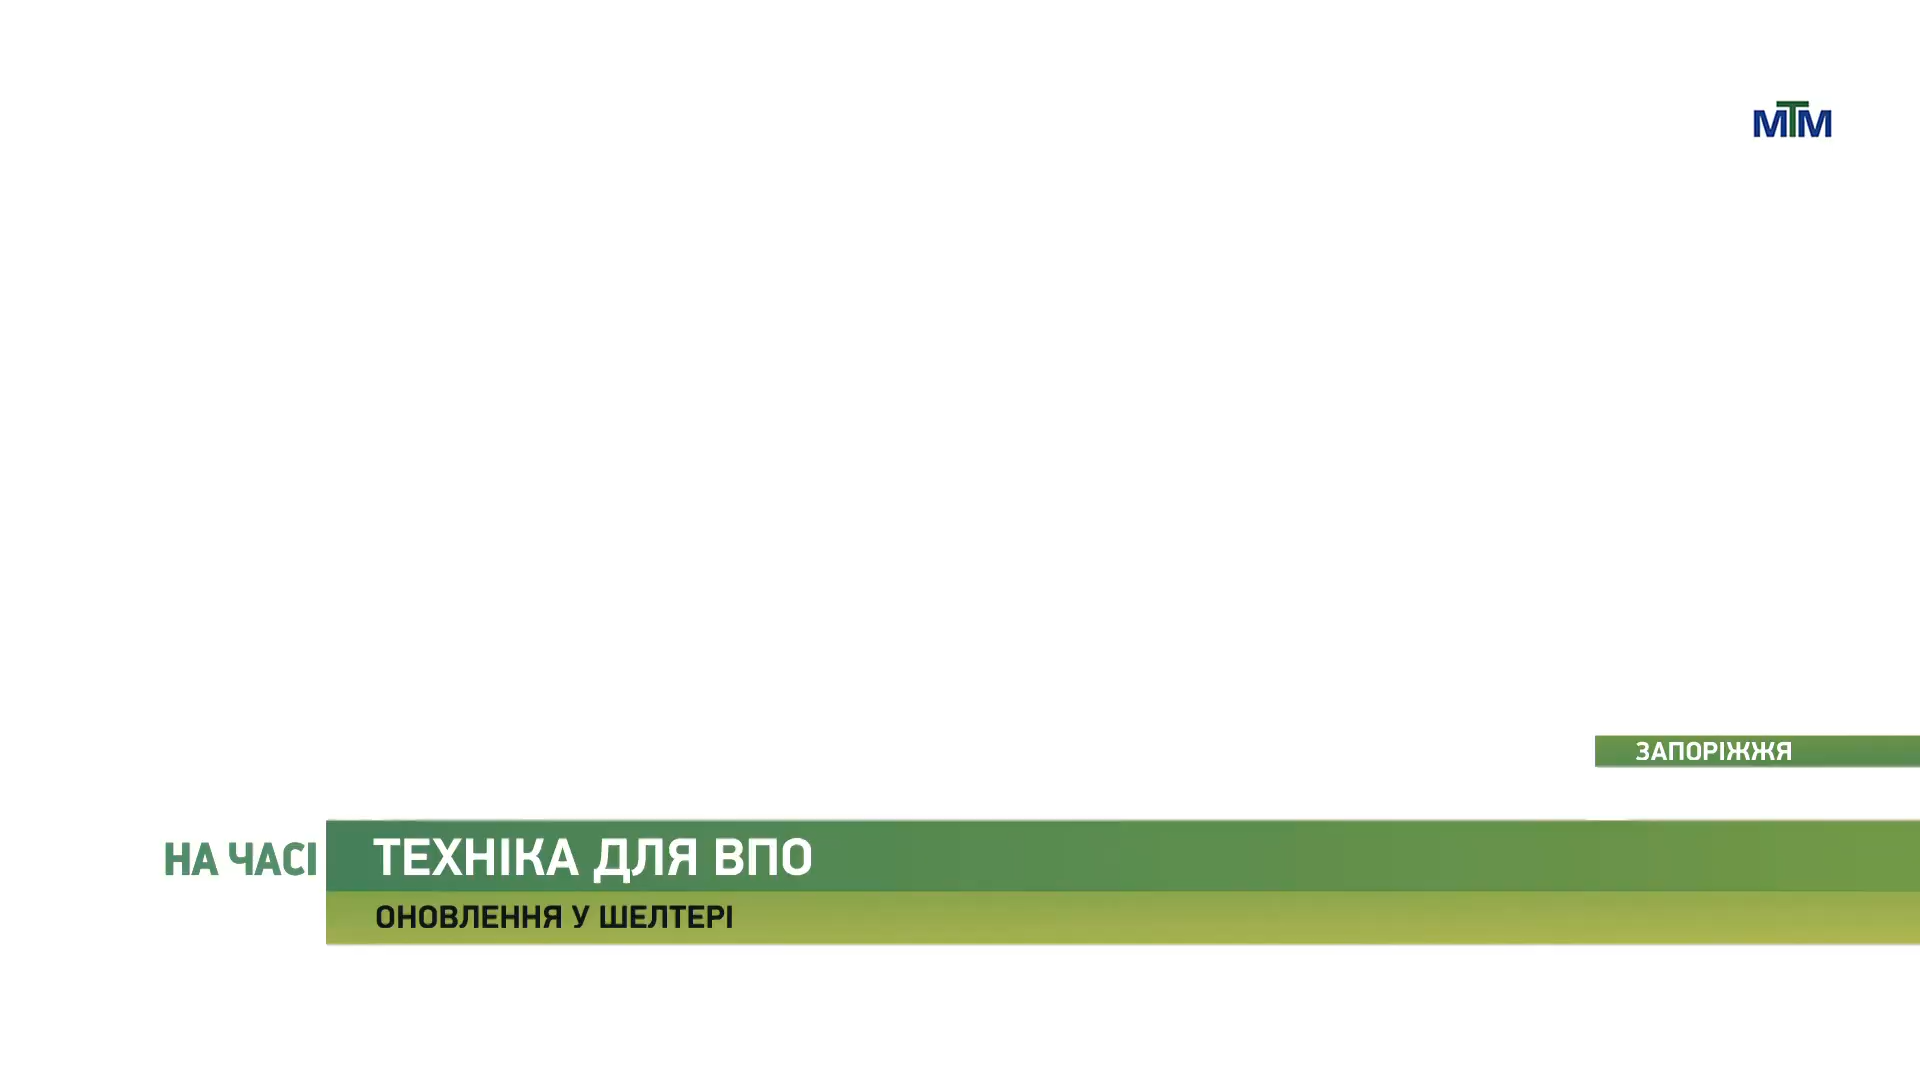 МТМ
ЗАПОРІЖЖЯ
НА ЧАСІ
ТЕХНІКА ДЛЯ ВПО
ОНОВЛЕННЯ У ШЕЛТЕРІ